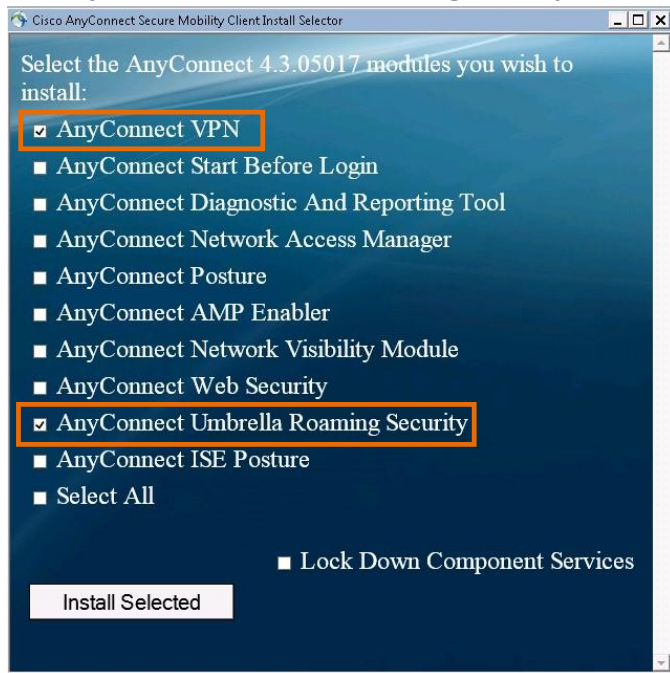 Cisco AnyConnect Secure Mobility Client Install Selector
Select the AnyConnect 4.3.05017 modules you wish to
install:
AnyConnect VPN
AnyConnect Start Before Login
AnyConnect Diagnostic And Reporting Tool
AnyConnect Network Access Manager
AnyConnect Posture
AnyConnect AMP Enabler
AnyConnect Network Visibility Module
AnyConnect Web Security
AnyConnect Umbrella Roaming Security
AnyConnect ISE Posture
Select All
Lock Down Component Services
Install Selected